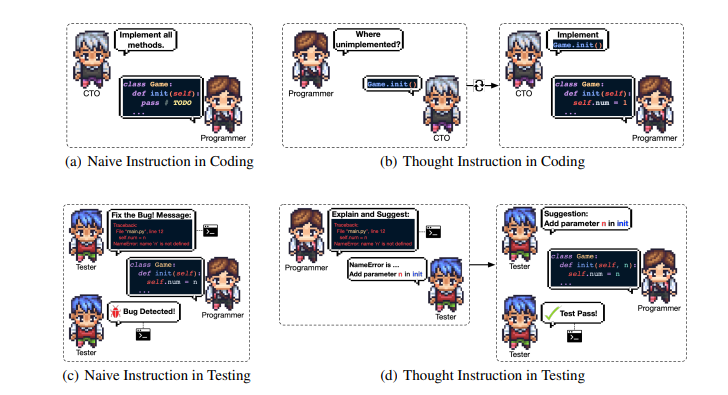 Implement all
methods.
CTO
class Game:
def init(self):
pass # TODO
...
Programmer
(a) Naive Instruction in Coding
Where
unimplemented?
Programmer
Game.init()
CTO
Implement
Game.init()
CTO
class Game:
def init(self):
self.num = 1
...
Programmer
(b) Thought Instruction in Coding
Fix the Bug! Message:
Traceback:
File "main.py", line 12
self.num = n
NameError: name 'n' is not defined
Tester
class Game:
def init(self):
self.num = n
...
Programmer
Bug Detected!
Tester
(c) Naive Instruction in Testing
Explain and Suggest:
Traceback:
File "main.py", line 12
self.num = n
NameError: name 'n' is not defined
Programmer
NameError is ...
Add parameter n in init
Tester
Suggestion:
Add parameter n in init
Tester
class Game:
def init(self, n):
self.num = n
...
Programmer
Test Pass!
Tester
(d) Thought Instruction in Testing